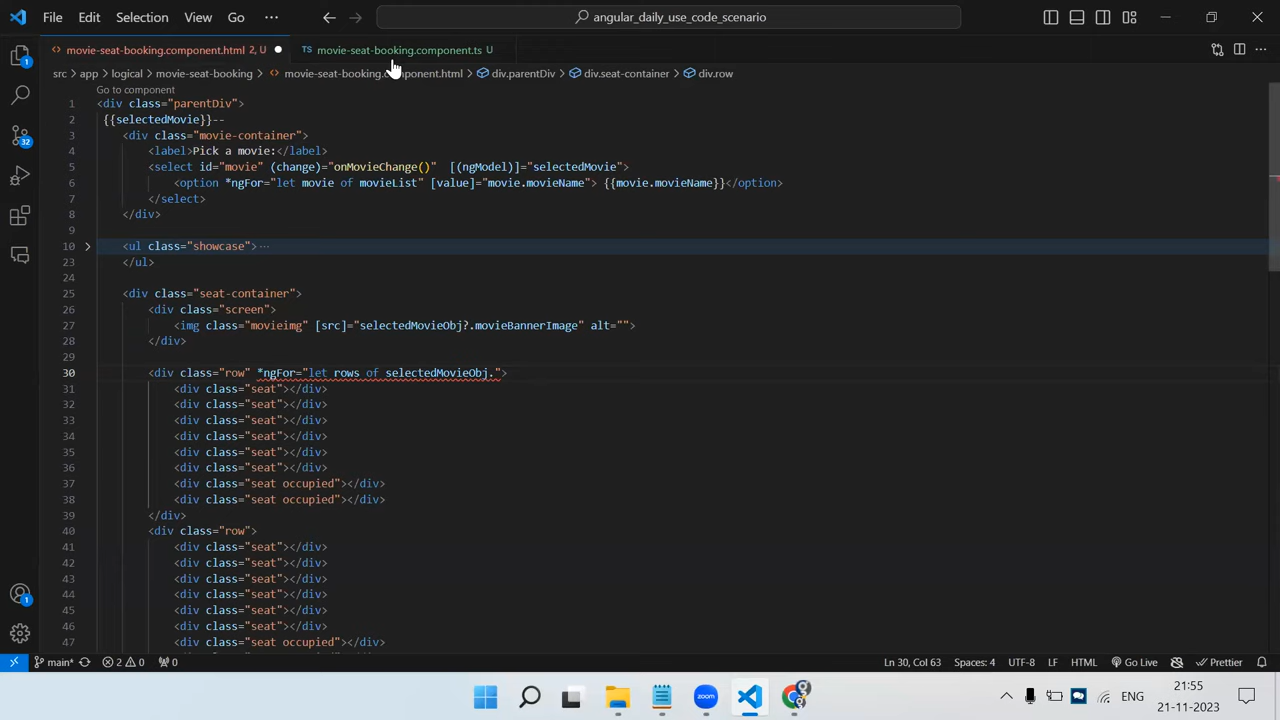 File Edit Selection View Go ··· angular_daily_use_code_scenario
movie-seat-booking.component.html 2, U movie-seat-booking.component.ts U
src > app > logical > movie-seat-booking > movie-seat-booking.component.html > div.parentDiv > div.seat-container > div.row
Go to component
1 <div class="parentDiv">
2 {{selectedMovie}}--
3 <div class="movie-container">
4 <label>Pick a movie:</label>
5 <select id="movie" (change)="onMovieChange()" [(ngModel)]="selectedMovie">
6 <option *ngFor="let movie of movieList" [value]="movie.movieName"> {{movie.movieName}}</option>
7 </select>
8 </div>
9
10 <ul class="showcase">···
23 </ul>
24
25 <div class="seat-container">
26 <div class="screen">
27 <img class="movieimg" [src]="selectedMovieObj?.movieBannerImage" alt="">
28 </div>
29
30 <div class="row" *ngFor="let rows of selectedMovieObj.">
31 <div class="seat"></div>
32 <div class="seat"></div>
33 <div class="seat"></div>
34 <div class="seat"></div>
35 <div class="seat"></div>
36 <div class="seat"></div>
37 <div class="seat occupied"></div>
38 <div class="seat occupied"></div>
39 </div>
40 <div class="row">
41 <div class="seat"></div>
42 <div class="seat"></div>
43 <div class="seat"></div>
44 <div class="seat"></div>
45 <div class="seat"></div>
46 <div class="seat"></div>
47 <div class="seat occupied"></div>
1
32
1
main* 2 0 0 Ln 30, Col 63 Spaces: 4 UTF-8 LF HTML Go Live Prettier
zoom ENG 21:55
21-11-2023